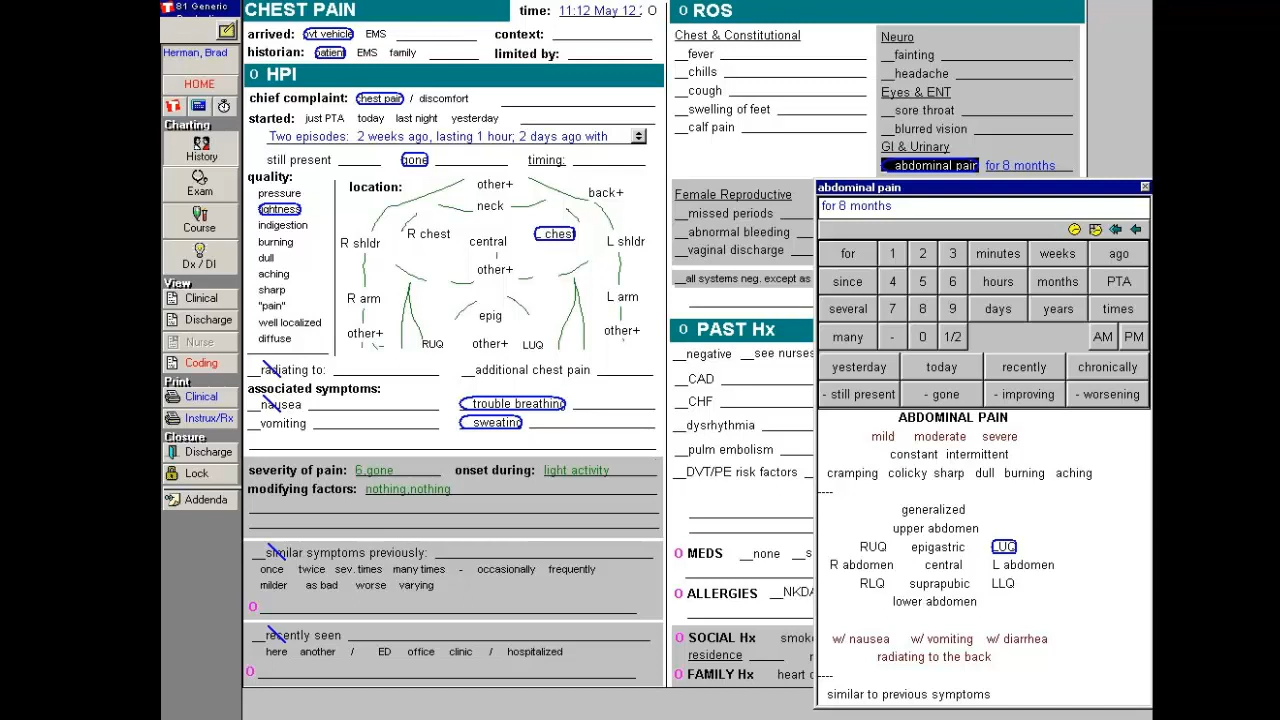 81 Generic
Herman, Brad
HOME
Charting
History
Exam
Course
Dx / DI
View
Clinical
Discharge
Nurse
Coding
Print
Clinical
Instrux/Rx
Closure
Discharge
Lock
Addenda
CHEST PAIN
time: 11:12 May 12
arrived: pvt vehicle EMS
context:
historian: patient EMS family
limited by:
HPI
chief complaint: chest pain / discomfort
started: just PTA today last night yesterday
Two episodes: 2 weeks ago, lasting 1 hour; 2 days ago with
still present gone timing:
quality:
pressure
tightness
indigestion
burning
dull
aching
sharp
"pain"
well localized
diffuse
location:
other+ back+
neck
R chest L chest
R shldr central L shldr
other+
R arm L arm
epig
other+ other+
RUQ other+ LUQ
radiating to:
additional chest pain
associated symptoms:
nausea trouble breathing
vomiting sweating
severity of pain: 6,gone onset during: light activity
modifying factors: nothing,nothing
similar symptoms previously:
once twice sev. times many times - occasionally frequently
milder as bad worse varying
recently seen
here another / ED office clinic / hospitalized
ROS
Chest & Constitutional
fever
chills
cough
swelling of feet
calf pain
Neuro
fainting
headache
Eyes & ENT
sore throat
blurred vision
GI & Urinary
abdominal pain for 8 months
Female Reproductive
missed periods
abnormal bleeding
vaginal discharge
all systems neg. except as
PAST Hx
negative see nurses
CAD
CHF
dysrhythmia
pulm embolism
DVT/PE risk factors
MEDS none s
ALLERGIES NKDA
SOCIAL Hx smok
residence
FAMILY Hx heart
abdominal pain
for 8 months
for 1 2 3 minutes weeks ago
since 4 5 6 hours months PTA
several 7 8 9 days years times
many - 0 1/2 AM PM
yesterday today recently chronically
- still present - gone - improving - worsening
ABDOMINAL PAIN
mild moderate severe
constant intermittent
cramping colicky sharp dull burning aching
----
generalized
upper abdomen
RUQ epigastric LUQ
R abdomen central L abdomen
RLQ suprapubic LLQ
lower abdomen
w/ nausea w/ vomiting w/ diarrhea
radiating to the back
----
similar to previous symptoms